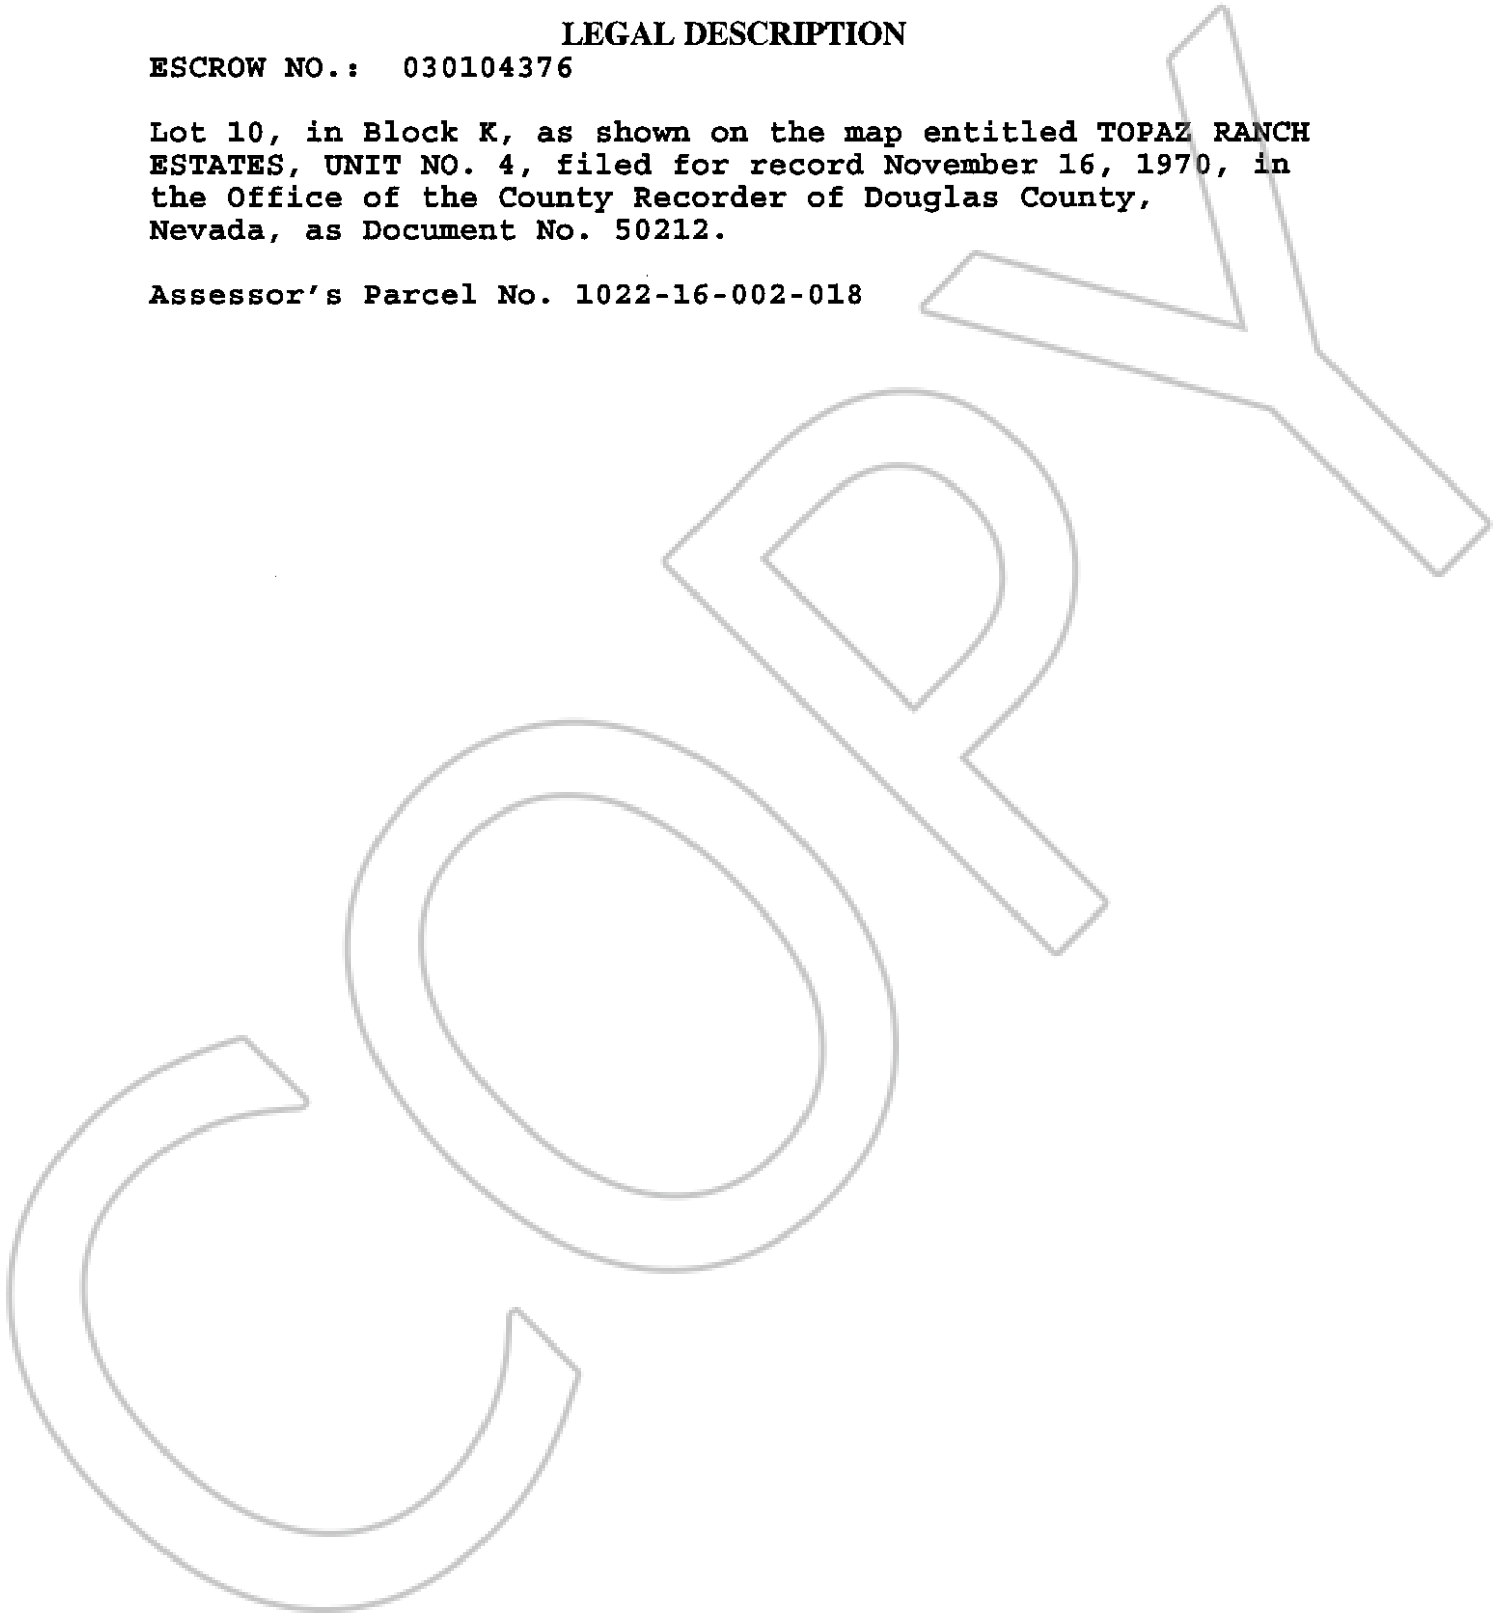 LEGAL DESCRIPTION
ESCROW NO.: 030104376
Lot 10, in Block K, as shown on the map entitled TOPAZ RANCH
ESTATES, UNIT NO. 4, filed for record November 16, 1970, in
the Office of the County Recorder of Douglas County,
Nevada, as Document No. 50212.
Assessor's Parcel No. 1022-16-002-018
COPY